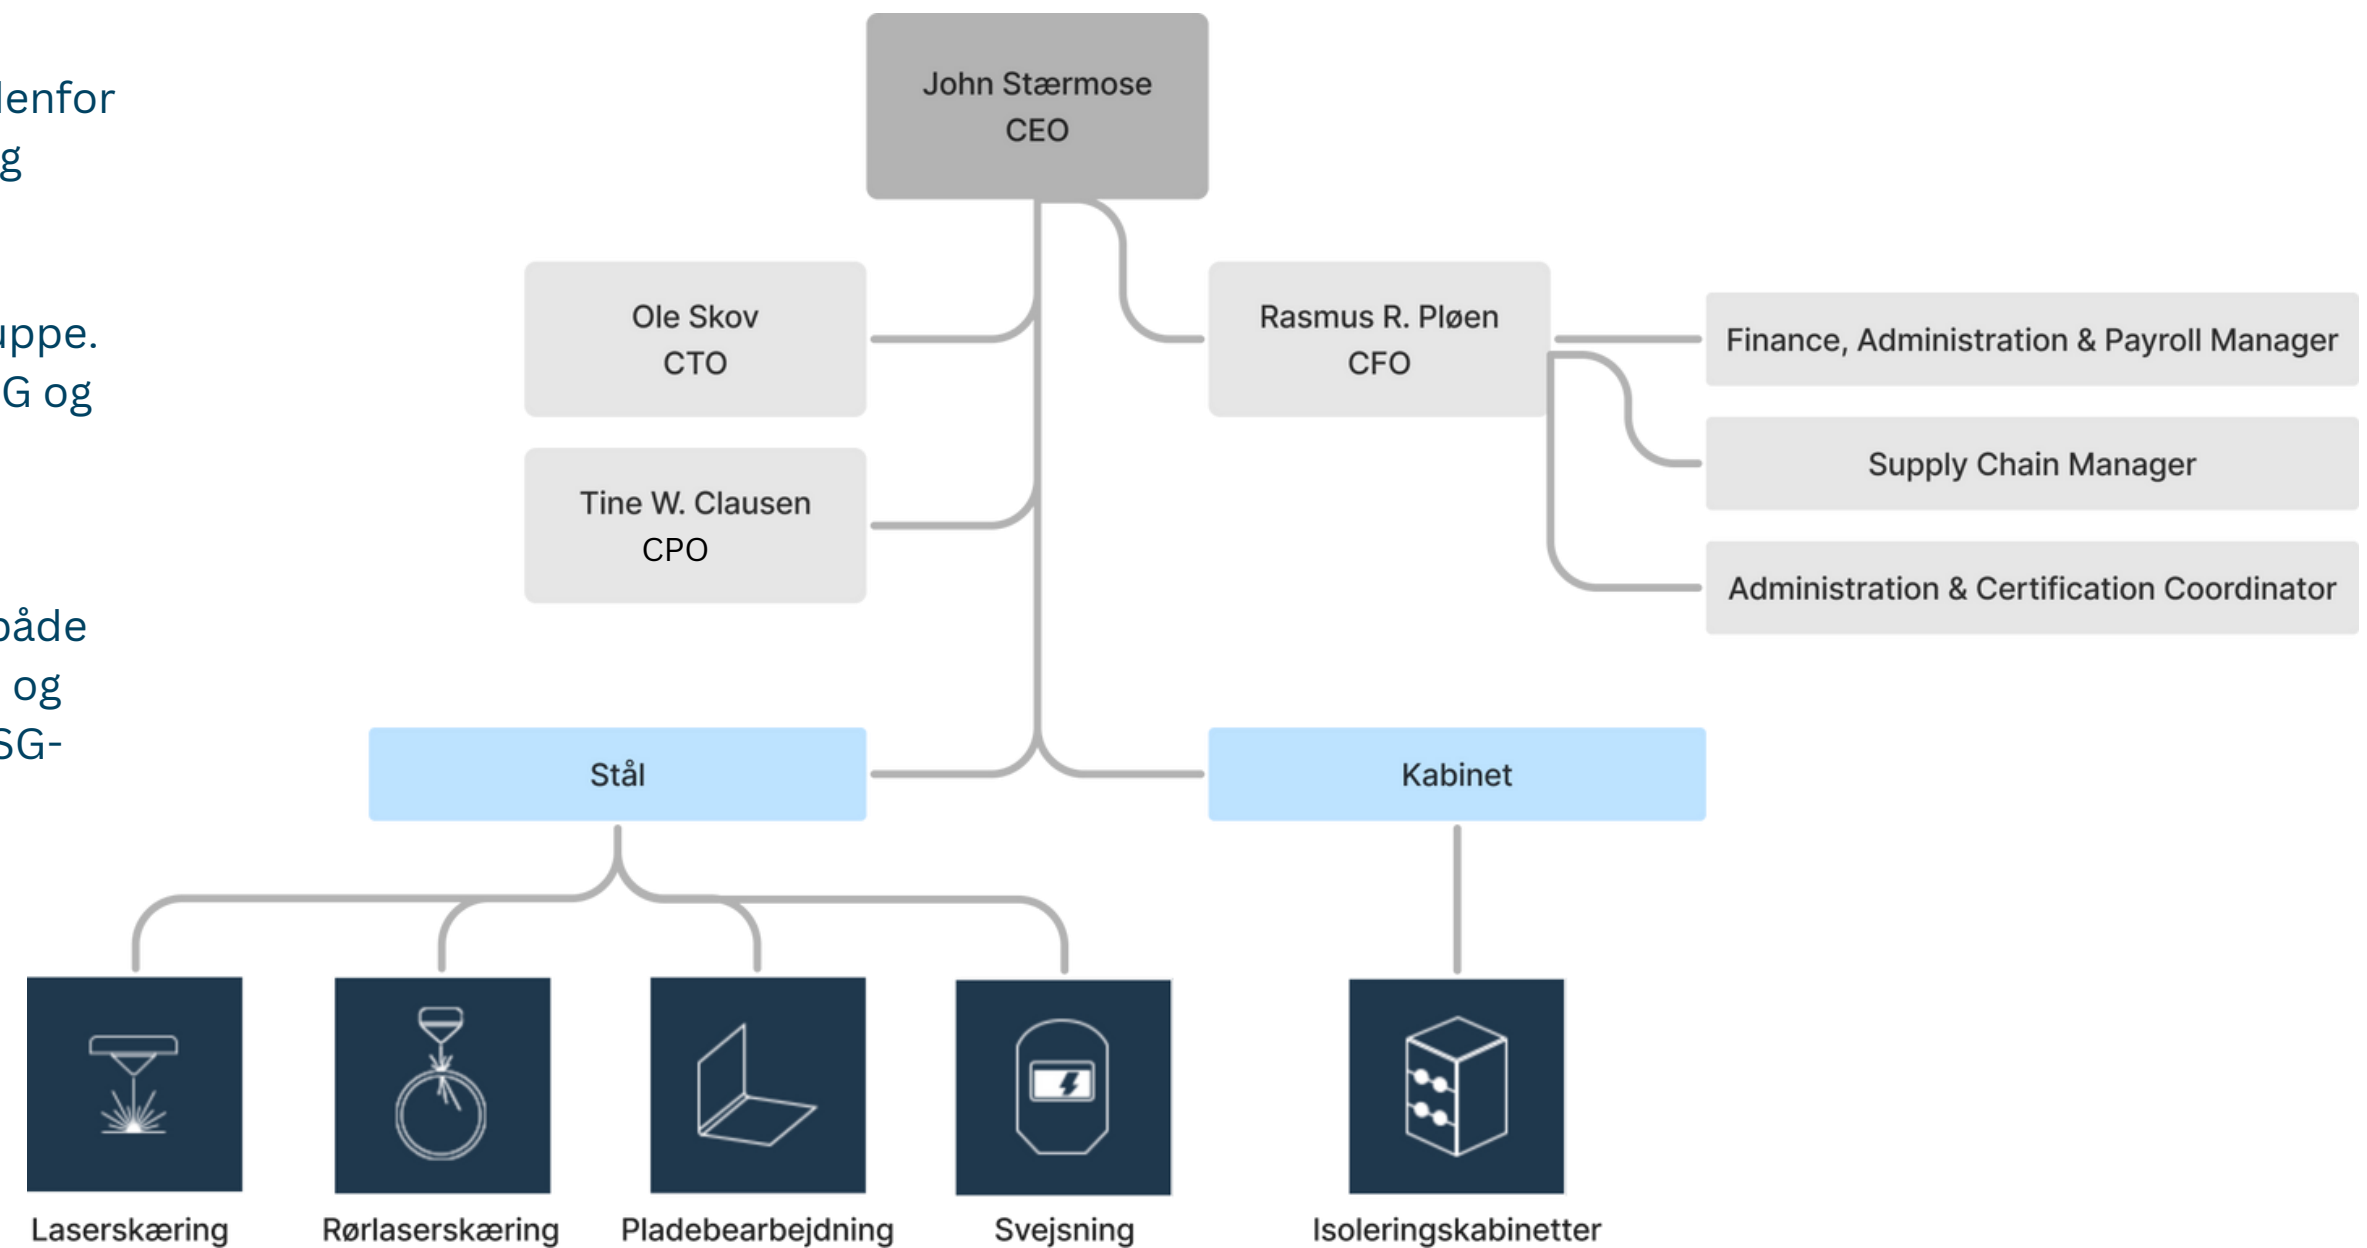 lenfor
g
uppe.
G og
både
og
SG-
John Stærmose
CEO
Ole Skov
CTO
Rasmus R. Pløen
CFO
Finance, Administration & Payroll Manager
Supply Chain Manager
Administration & Certification Coordinator
Tine W. Clausen
CPO
Stål
Kabinet
Laserskæring
Rørlaserskæring
Pladebearbejdning
Svejsning
Isoleringskabinetter